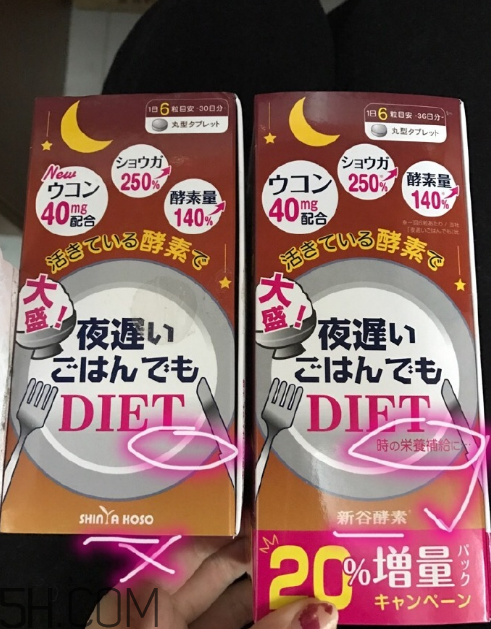 1日6粒目安・30日分
丸型タブレット
New
ウコン
40mg
配合
ショウガ
250%
酵素量
140%
活きている酵素で
大盛！
夜遅い
ごはんでも
DIET
SHINYA KOSO
1日6粒目安・36日分
丸型タブレット
ウコン
40mg
配合
ショウガ
250%
酵素量
140%
活きている酵素で
大盛！
夜遅い
ごはんでも
DIET
時の栄養補給に…
新谷酵素
20%増量パック
キャンペーン
5H.COM